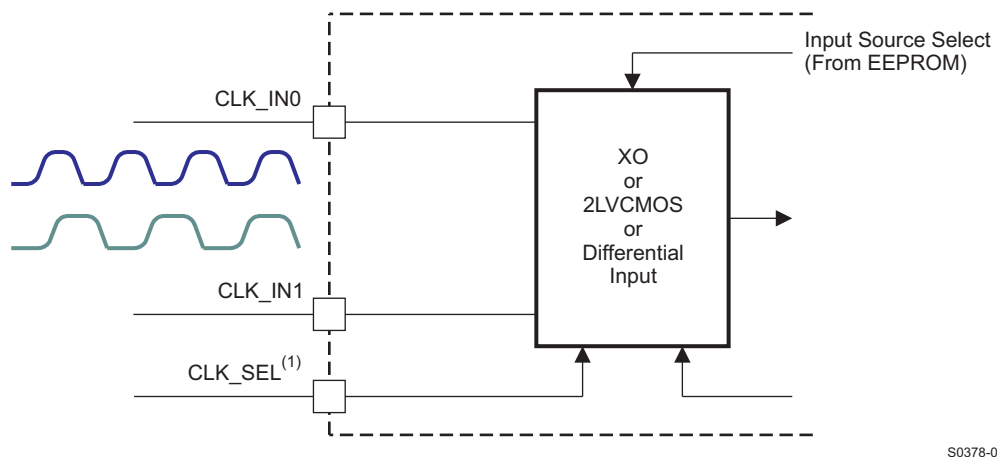 Input Source Select
(From EEPROM)
CLK_IN0
XO
or
2LVCMOS
or
Differential
Input
CLK_IN1
CLK_SEL(1)
S0378-0